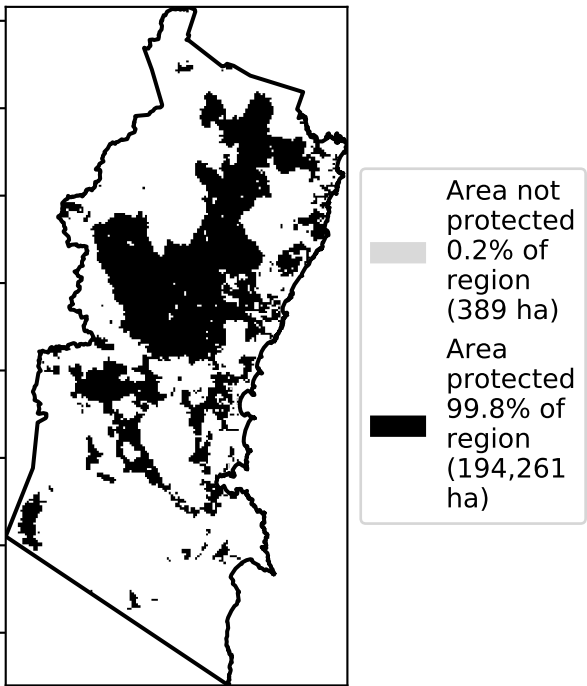 Area not
protected
0.2% of
region
(389 ha)
Area
protected
99.8% of
region
(194,261
ha)